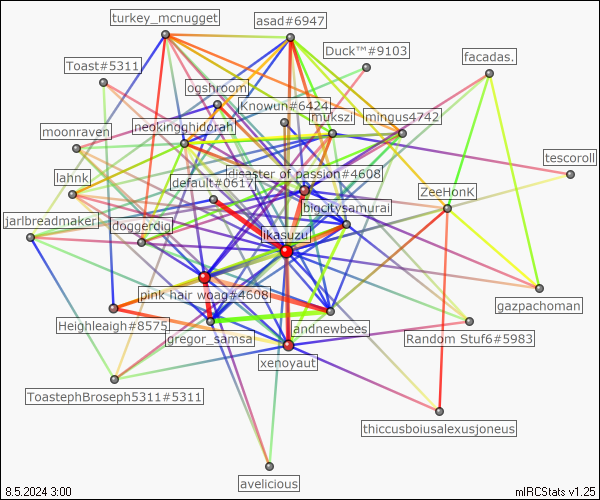 turkey_mcnugget
asad#6947
Duck™#9103
facadas.
Toast#5311
ogshroom
Knowun#6424
jmukszi
mingus4742
moonraven
neokingghidorah
tescoroll
disaster of passion#4608
default#0617
lahnk
ZeeHonK
bigcitysamurai
jarlbreadmaker
doggerdig
ikasuzu
pink hair woag#4608
gazpachoman
Heighleaigh#8575
andnewbees
gregor_samsa
Random Stuf6#5983
xenoyaut
ToastephBroseph5311#5311
thiccusboiusalexusjoneus
avelicious
8.5.2024 3:00
mIRCStats v1.25